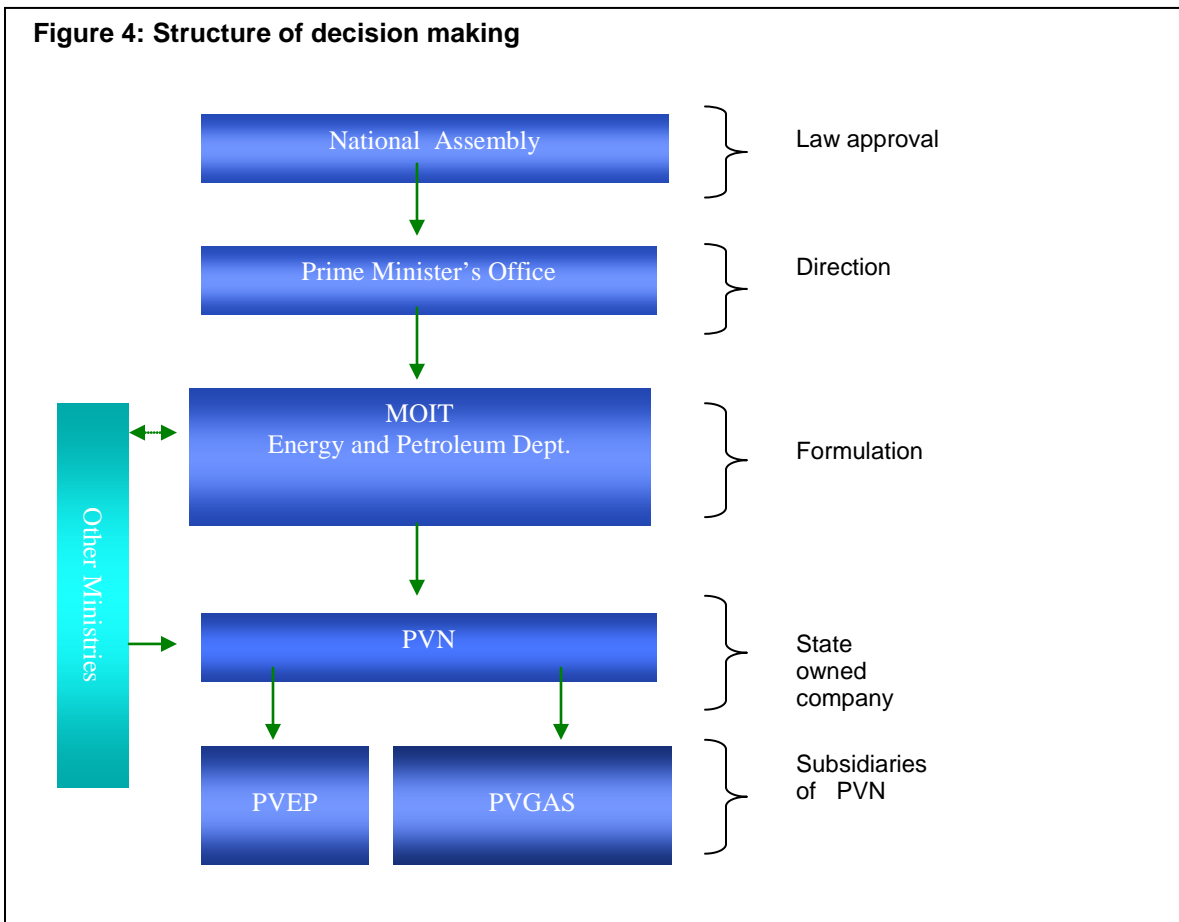 Figure 4: Structure of decision making
National Assembly
Law approval
Prime Minister’s Office
Direction
MOIT
Energy and Petroleum Dept.
Formulation
Other Ministries
PVN
State
owned
company
PVEP
PVGAS
Subsidiaries
of PVN